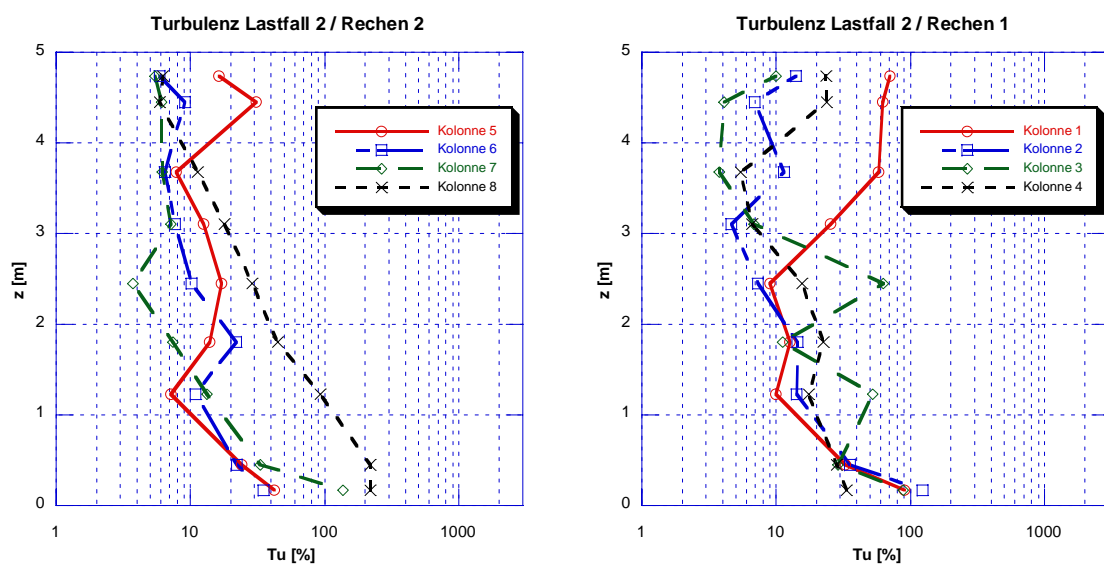 Turbulenz Lastfall 2 / Rechen 2
5
4
3
2
1
0
z [m]
Kolonne 5
Kolonne 6
Kolonne 7
Kolonne 8
1 10 100 1000
Tu [%]
Turbulenz Lastfall 2 / Rechen 1
5
4
3
2
1
0
z [m]
Kolonne 1
Kolonne 2
Kolonne 3
Kolonne 4
1 10 100 1000
Tu [%]